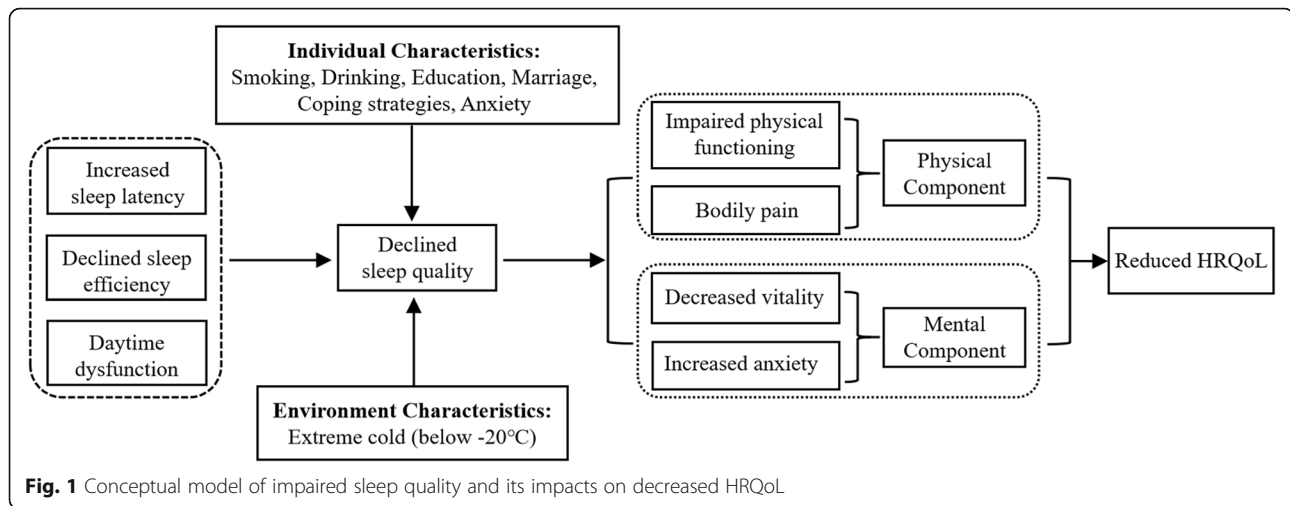 Individual Characteristics:
Smoking, Drinking, Education, Marriage,
Coping strategies, Anxiety
Increased
sleep latency
Declined sleep
efficiency
Daytime
dysfunction
Declined
sleep quality
Environment Characteristics:
Extreme cold (below -20°C)
Impaired physical
functioning
Bodily pain
Physical
Component
Decreased vitality
Increased anxiety
Mental
Component
Reduced HRQoL
Fig. 1 Conceptual model of impaired sleep quality and its impacts on decreased HRQoL